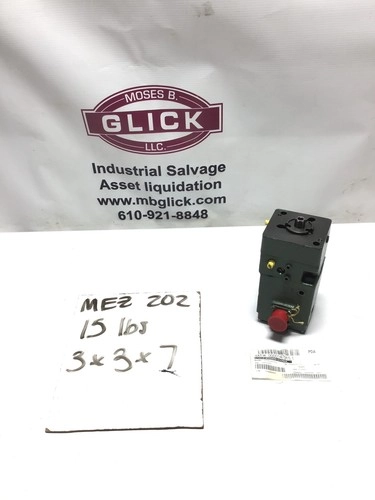 MOSES B.
GLICK
LLC.
Industrial Salvage
Asset liquidation
www.mbglick.com
610-921-8848
MEZ 202
15 lbs
3 x 3 x 7